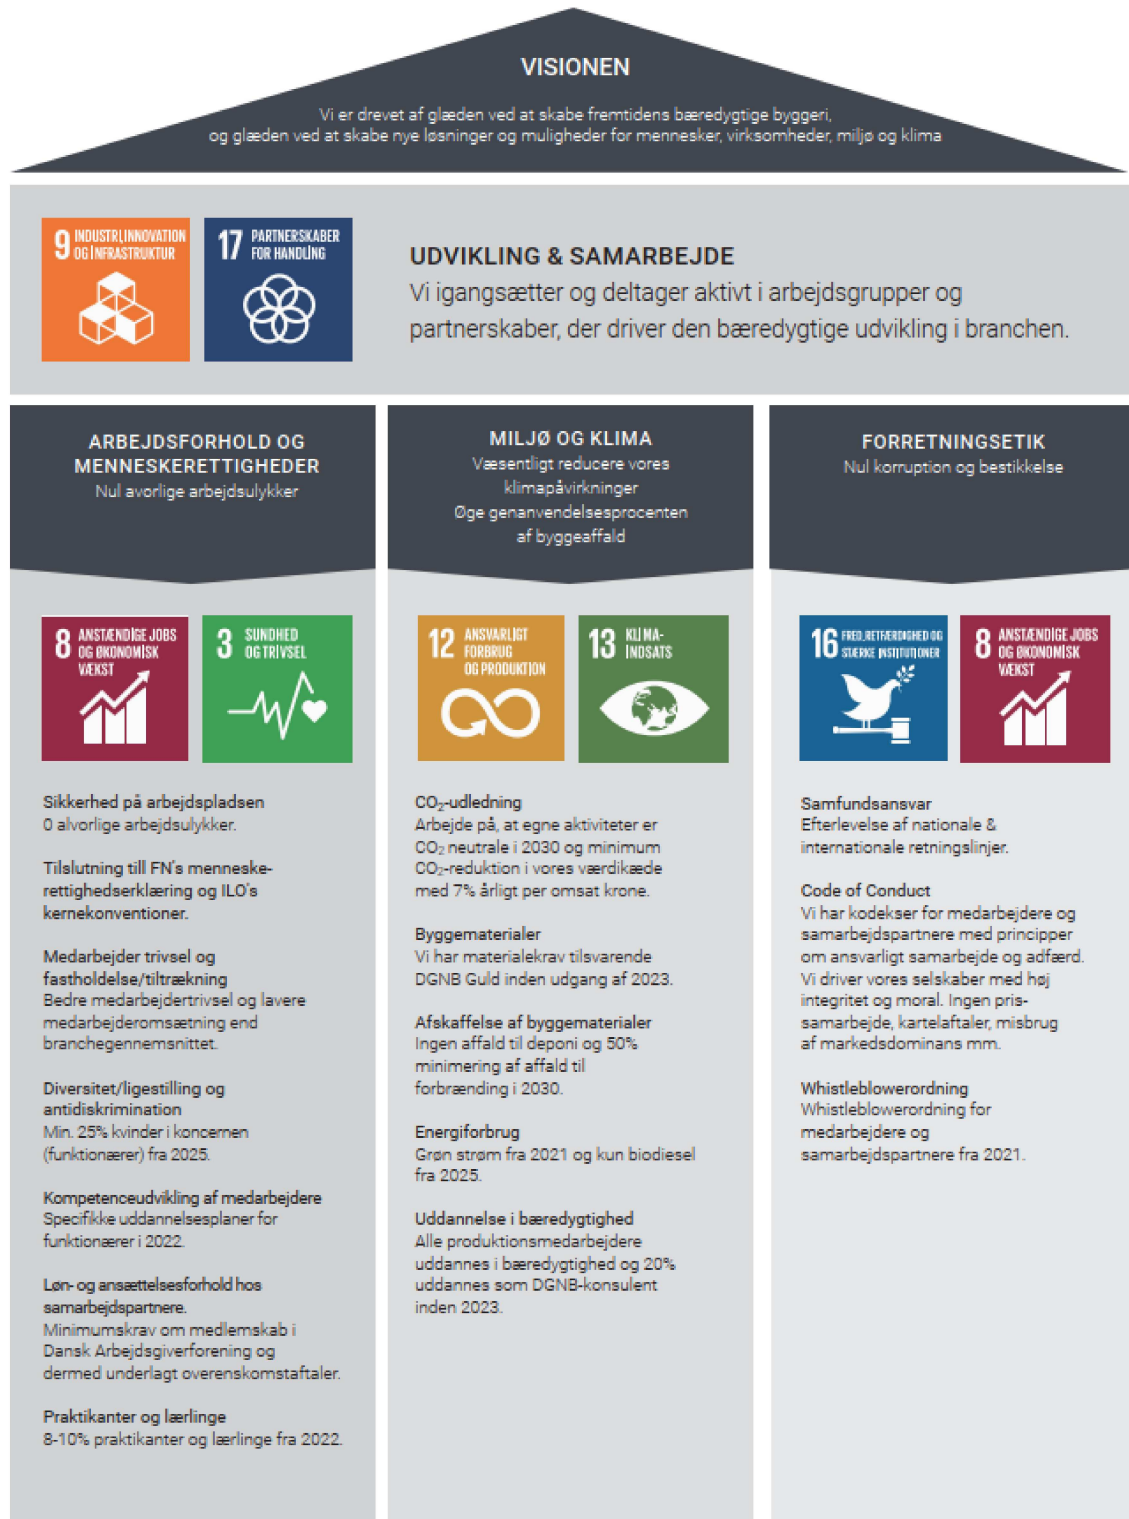 VISIONEN
Vi er drevet af glæden ved at skabe fremtidens bæredygtige byggeri,
og glæden ved at skabe nye løsninger og muligheder for mennesker, virksomheder, miljø og klima
9 INDUSTRI, INNOVATION
OG INFRASTRUKTUR
17 PARTNERSKABER
FOR HANDLING
UDVIKLING & SAMARBEJDE
Vi igangsætter og deltager aktivt i arbejdsgrupper og
partnerskaber, der driver den bæredygtige udvikling i branchen.
ARBEJDSFORHOLD OG
MENNESKERETTIGHEDER
Nul avorlige arbejdsulykker
8 ANSTÆNDIGE JOBS
OG ØKONOMISK
VÆKST
3 SUNDHED
OG TRIVSEL
Sikkerhed på arbejdspladsen
0 alvorlige arbejdsulykker.
Tilslutning till FN's menneske-
rettighedserklæring og ILO's
kernekonventioner.
Medarbejder trivsel og
fastholdelse/tiltrækning
Bedre medarbejdertrivsel og lavere
medarbejderomsætning end
branchegennemsnittet.
Diversitet/ligestilling og
antidiskrimination
Min. 25% kvinder i koncernen
(funktionærer) fra 2025.
Kompetenceudvikling af medarbejdere
Specifikke uddannelsesplaner for
funktionærer i 2022.
Løn- og ansættelsesforhold hos
samarbejdspartnere.
Minimumskrav om medlemskab i
Dansk Arbejdsgiverforening og
dermed underlagt overenskomstaftaler.
Praktikanter og lærlinge
8-10% praktikanter og lærlinge fra 2022.
MILJØ OG KLIMA
Væsentligt reducere vores
klimapåvirkninger
Øge genanvendelsesprocenten
af byggeaffald
12 ANSVARLIGT
FORBRUG
OG PRODUKTION
13 KLIMA-
INDSATS
CO₂-udledning
Arbejde på, at egne aktiviteter er
CO₂ neutrale i 2030 og minimum
CO₂-reduktion i vores værdikæde
med 7% årligt per omsat krone.
Byggematerialer
Vi har materialekrav tilsvarende
DGNB Guld inden udgang af 2023.
Afskaffelse af byggematerialer
Ingen affald til deponi og 50%
minimering af affald til
forbrænding i 2030.
Energiforbrug
Grøn strøm fra 2021 og kun biodiesel
fra 2025.
Uddannelse i bæredygtighed
Alle produktionsmedarbejdere
uddannes i bæredygtighed og 20%
uddannes som DGNB-konsulent
inden 2023.
FORRETNINGSETIK
Nul korruption og bestikkelse
16 FRED, RETFÆRDIGHED OG
STÆRKE INSTITUTIONER
8 ANSTÆNDIGE JOBS
OG ØKONOMISK
VÆKST
Samfundsansvar
Efterlevelse af nationale &
internationale retningslinjer.
Code of Conduct
Vi har kodekser for medarbejdere og
samarbejdspartnere med principper
om ansvarligt samarbejde og adfærd.
Vi driver vores selskaber med høj
integritet og moral. Ingen pris-
samarbejde, kartelaftaler, misbrug
af markedsdominans mm.
Whistleblowerordning
Whistleblowerordning for
medarbejdere og
samarbejdspartnere fra 2021.